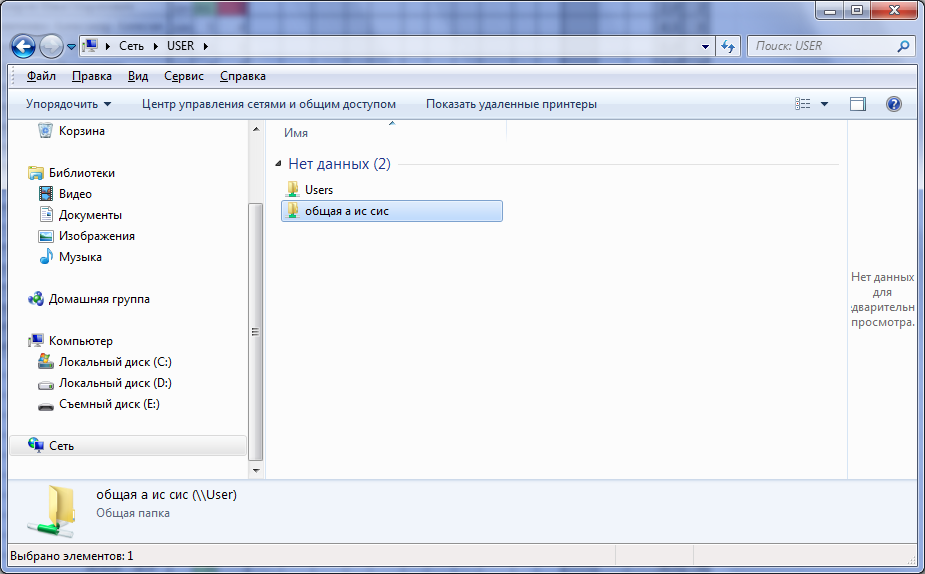 Сеть USER
Поиск: USER
Файл Правка Вид Сервис Справка
Упорядочить Центр управления сетями и общим доступом Показать удаленные принтеры
Корзина
Библиотеки
Видео
Документы
Изображения
Музыка
Домашняя группа
Компьютер
Локальный диск (C:)
Локальный диск (D:)
Съемный диск (E:)
Сеть
Имя
Нет данных (2)
Users
общая а ис сис
Нет данных
для
едварительн
просмотра.
общая а ис сис (\\User)
Общая папка
Выбрано элементов: 1